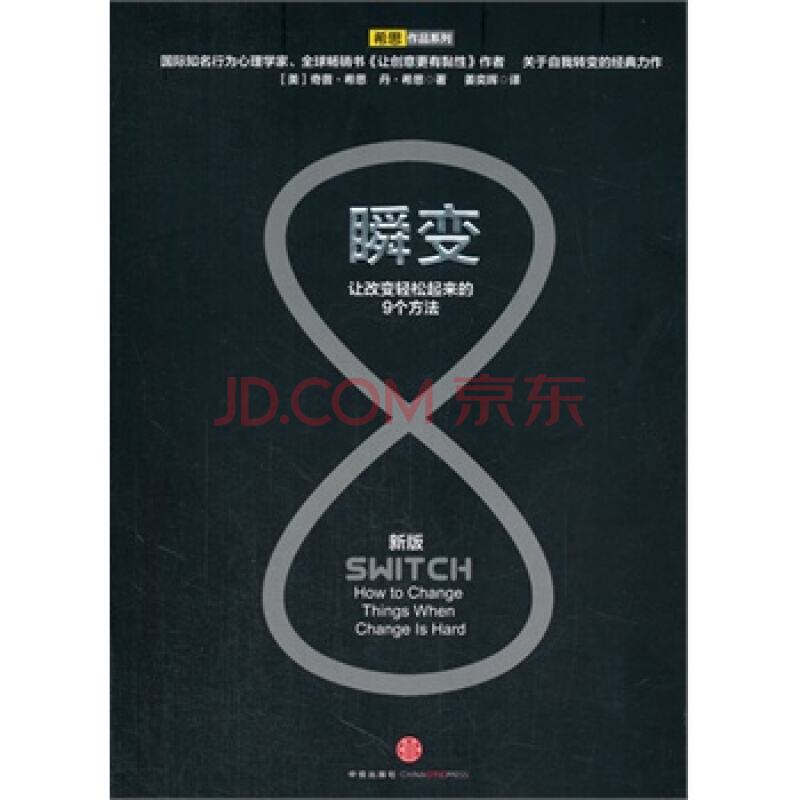 希思 作品系列
国际知名行为心理学家、全球畅销书《让创意更有黏性》作者 关于自我转变的经典力作
[美]奇普·希思 丹·希思 著 姜奕晖 译
瞬变
让改变轻松起来的
9个方法
JD.COM 京东
新版
SWITCH
How to Change
Things When
Change Is Hard
中信出版社 CHINA CITIC PRESS